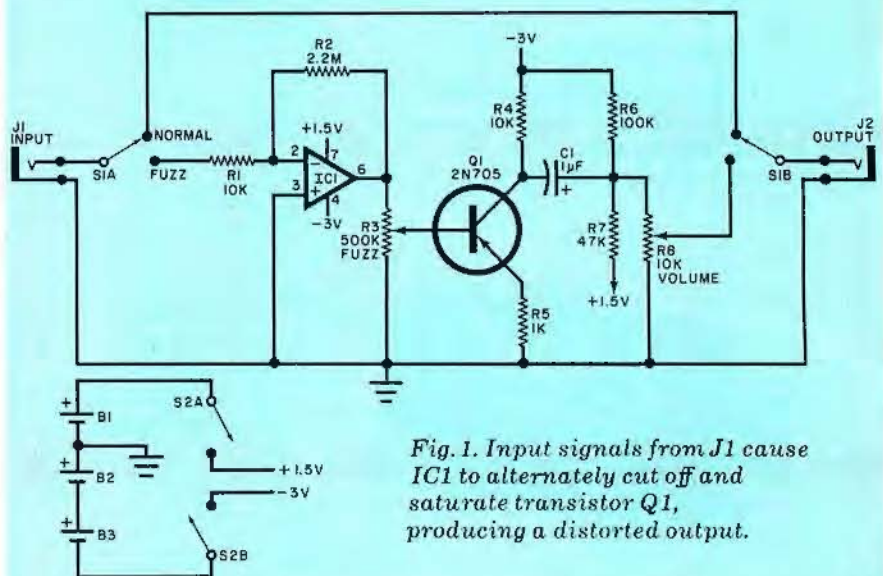 R2
2.2M
-3V
R4
10K
R6
100K
J1
INPUT
NORMAL
S1A
FUZZ
R1
10K
+1.5V
7
2
-
IC1
6
3
+
4
-3V
R3
500K
FUZZ
Q1
2N705
C1
1µF
+
R5
1K
R7
47K
+1.5V
R8
10K
VOLUME
S1B
J2
OUTPUT
+
B1
+
B2
+
B3
S2A
+1.5V
-3V
S2B
Fig. 1. Input signals from J1 cause
IC1 to alternately cut off and
saturate transistor Q1,
producing a distorted output.